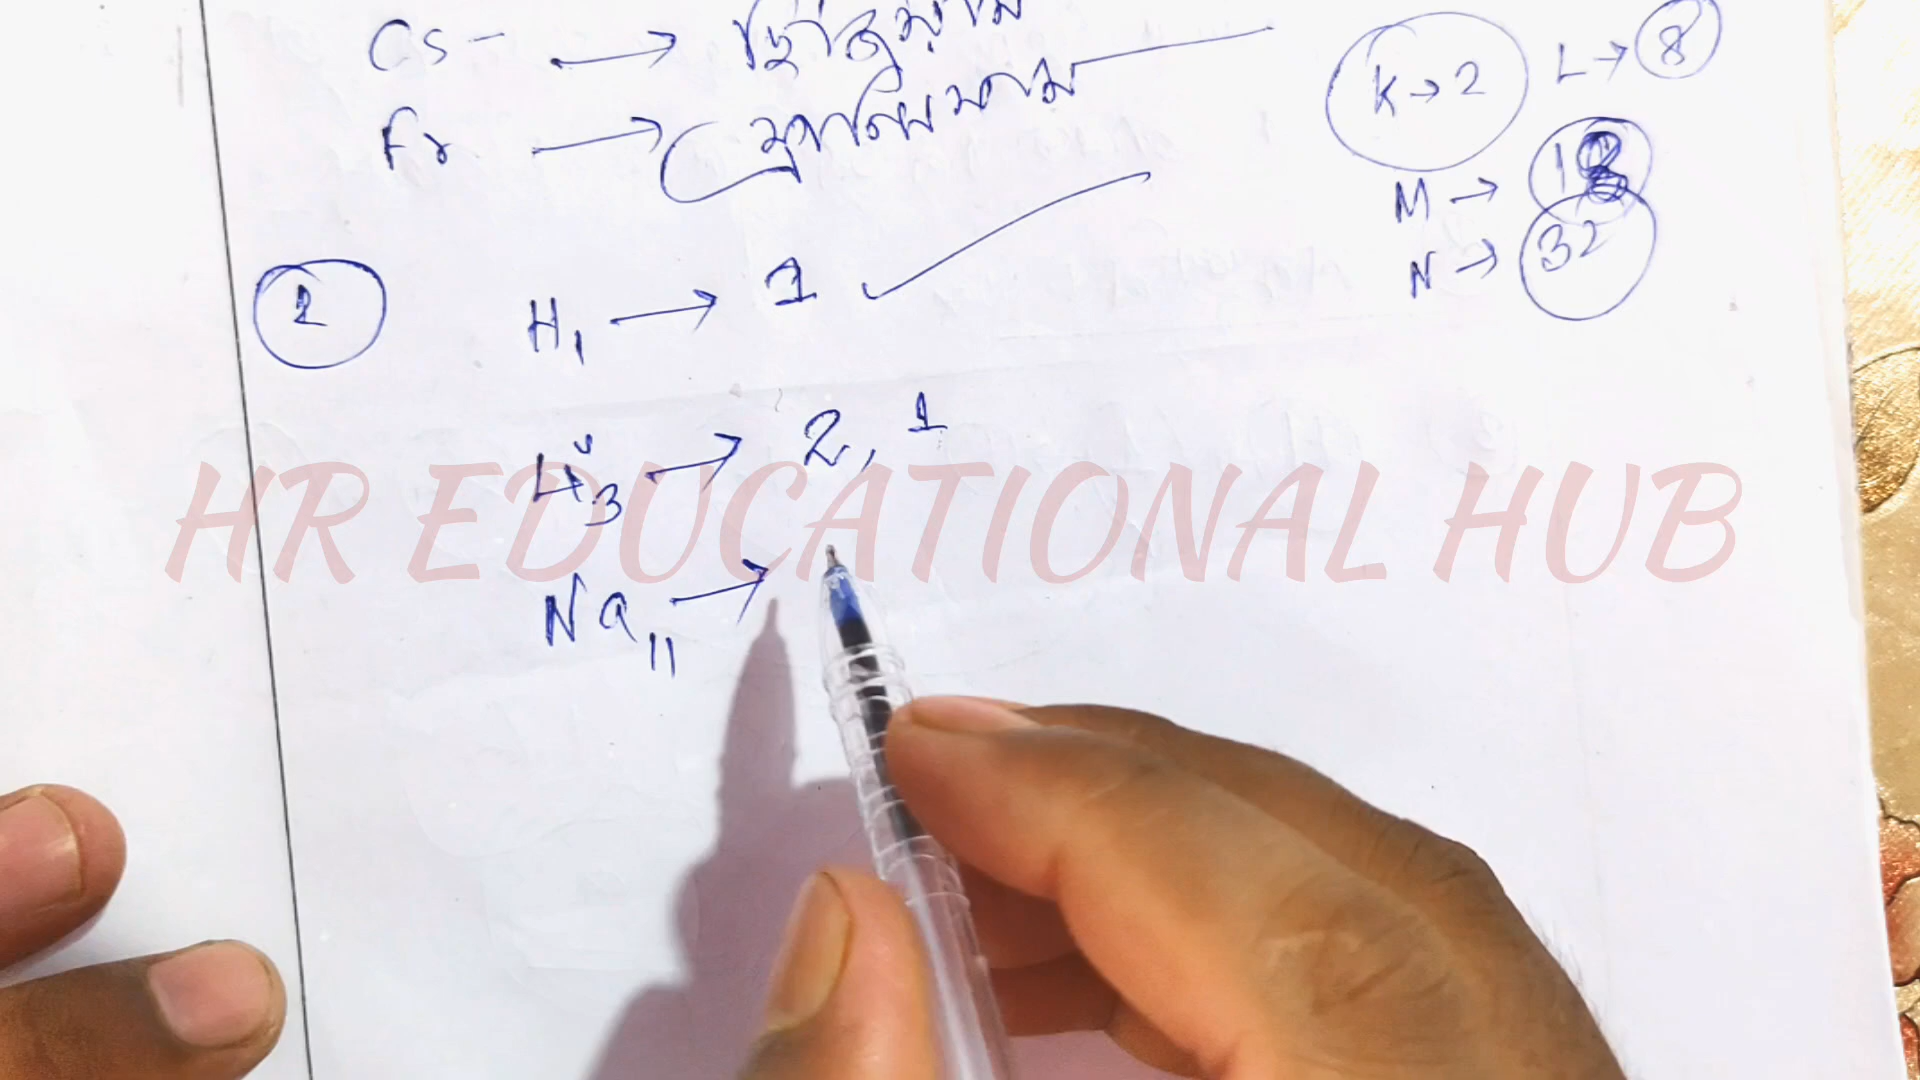 Cs - → সিজিয়াম
Fr → ফ্রান্সিয়াম
K → 2 L → 8
M → 18
N → 32
2
H₁ → 1
Li₃ → 2, 1
Na₁₁ →
HR EDUCATIONAL HUB